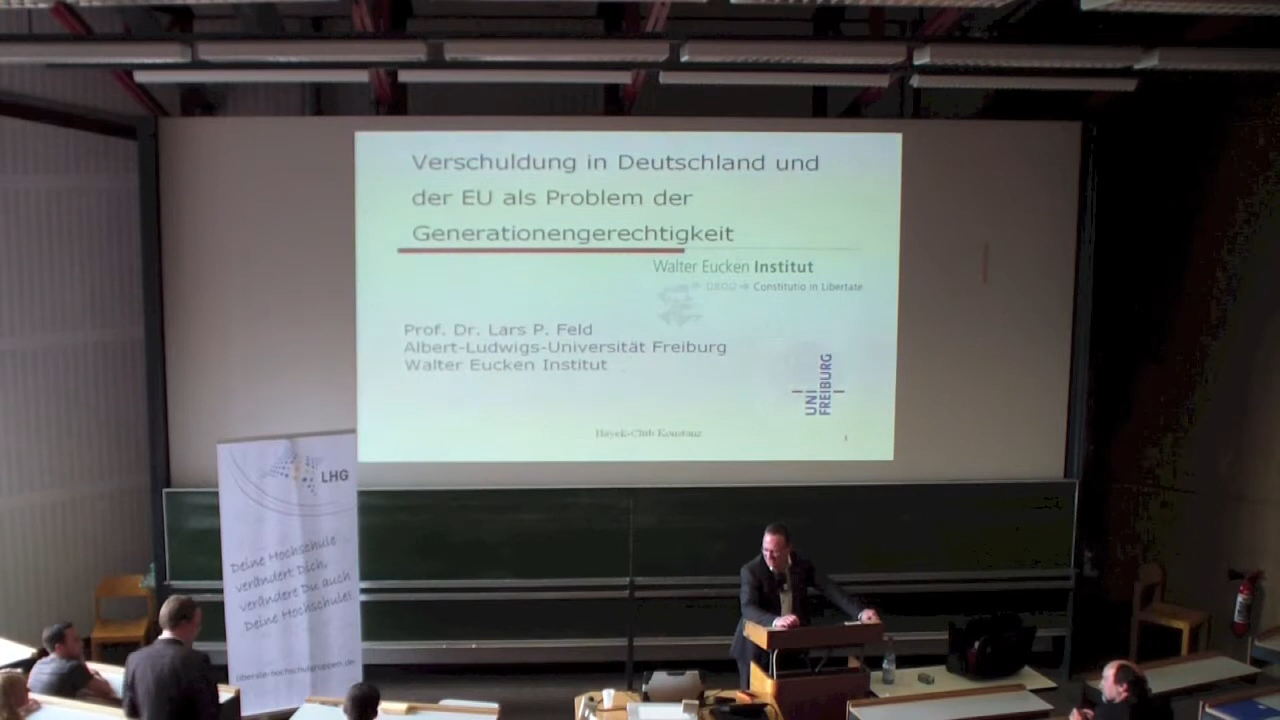 Verschuldung in Deutschland und
der EU als Problem der
Generationengerechtigkeit
Walter Eucken Institut
ORDO Constitutio in Libertate
Prof. Dr. Lars P. Feld
Albert-Ludwigs-Universität Freiburg
Walter Eucken Institut
UNI
FREIBURG
Hayek-Club Konstanz
1
LHG
Deine Hochschule
verändert Dich,
verändere Du auch
Deine Hochschule!
liberale-hochschulgruppen.de